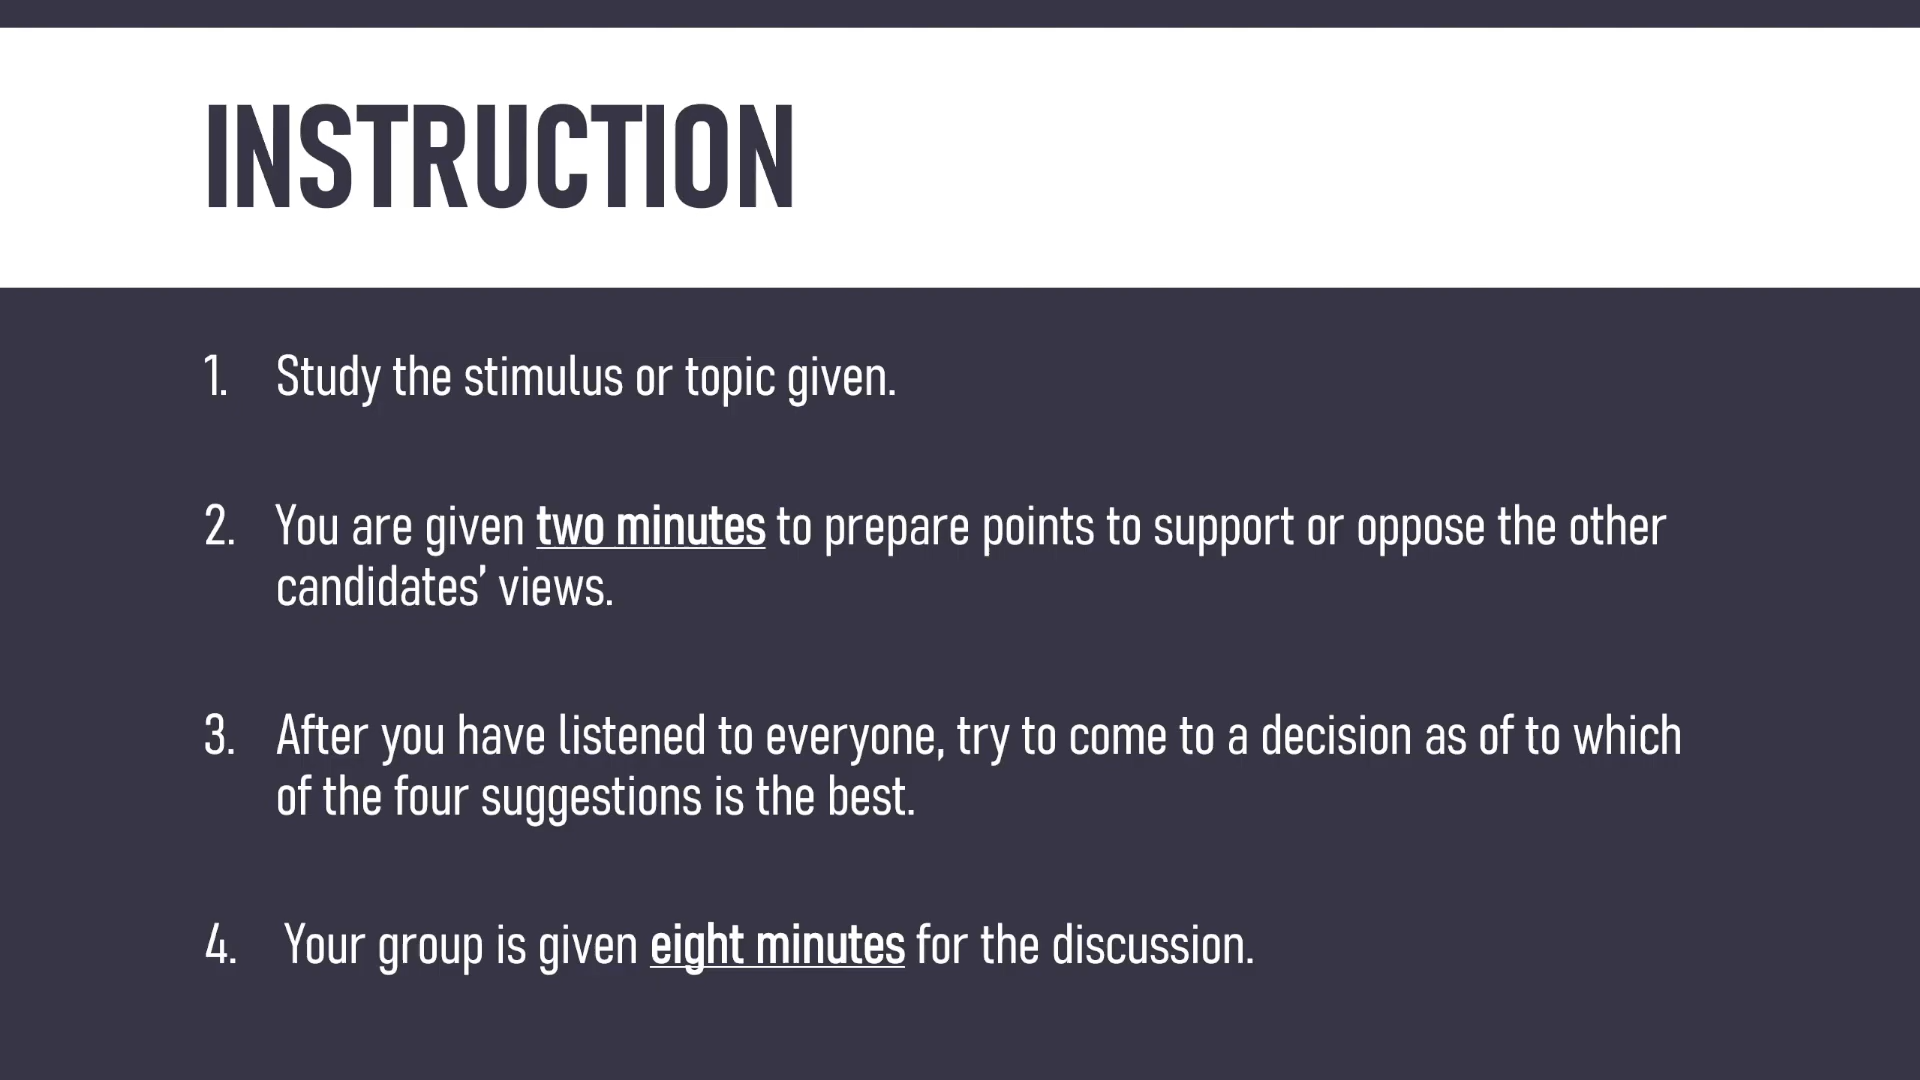 INSTRUCTION
1. Study the stimulus or topic given.
2. You are given two minutes to prepare points to support or oppose the other
candidates’ views.
3. After you have listened to everyone, try to come to a decision as of to which
of the four suggestions is the best.
4. Your group is given eight minutes for the discussion.